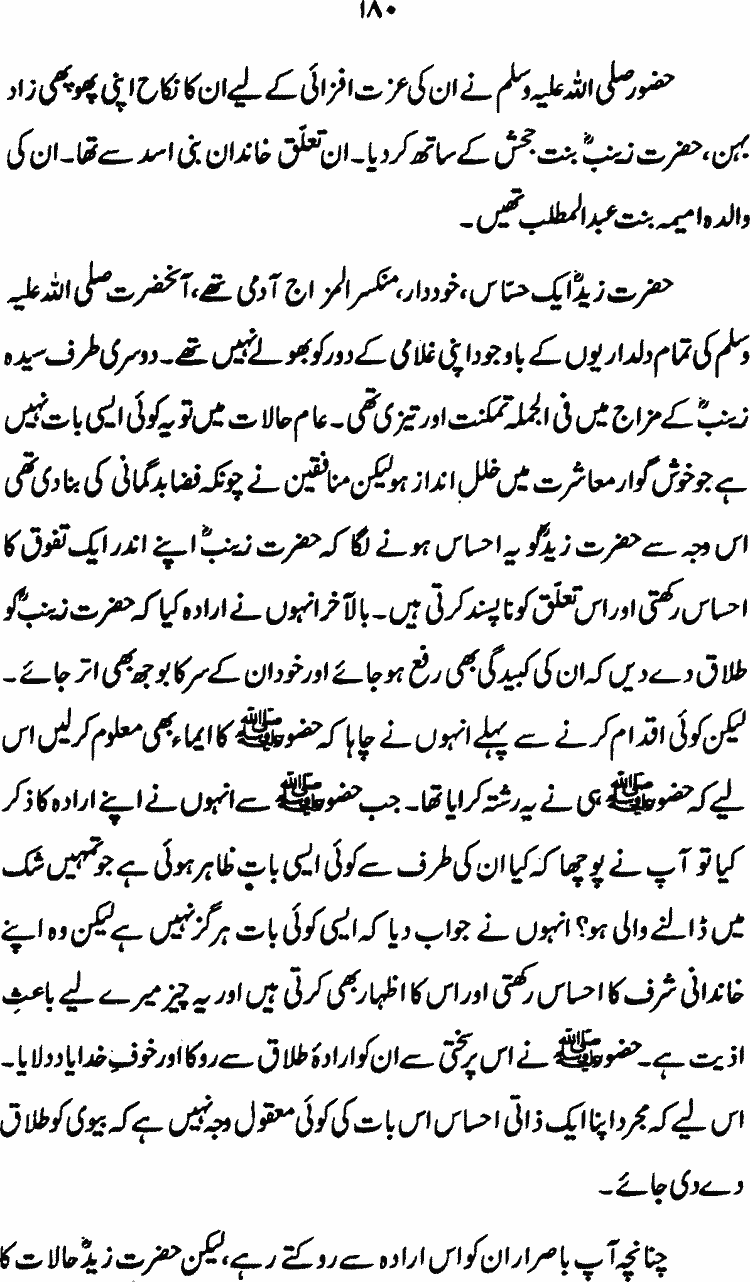 ۱۸۰
حضور صلی اللہ علیہ وسلم نے ان کی عزت افزائی کے لیے ان کا نکاح اپنی پھوپھی زاد
بہن، حضرت زینبؓ بنت جحش کے ساتھ کر دیا۔ ان تعلّق خاندان بنی اسد سے تھا۔ ان کی
والدہ امیمہ بنت عبدالمطلب تھیں۔
حضرت زیدؓ ایک حسّاس، خوددار، منکسر المزاج آدمی تھے، آنحضرت صلی اللہ علیہ
وسلم کی تمام دلداریوں کے باوجود اپنی غلامی کے دور کو بھولے نہیں تھے۔ دوسری طرف سیدہ
زینبؓ کے مزاج میں فی الجملہ تمکنت اور تیزی تھی۔ عام حالات میں تو یہ کوئی ایسی بات نہیں
ہے جو خوش گوار معاشرت میں خلل انداز ہو لیکن منافقین نے چونکہ فضا بدگمانی کی بنا دی تھی
اس وجہ سے حضرت زیدؓ کو یہ احساس ہونے لگا کہ حضرت زینبؓ اپنے اندر ایک تفوق کا
احساس رکھتی اور اس تعلّق کو ناپسند کرتی ہیں۔ بالآخر انہوں نے ارادہ کیا کہ حضرت زینبؓ کو
طلاق دے دیں کہ ان کی کبیدگی بھی رفع ہو جائے اور خود ان کے سر کا بوجھ بھی اتر جائے۔
لیکن کوئی اقدام کرنے سے پہلے انہوں نے چاہا کہ حضور ﷺ کا ایماء بھی معلوم کر لیں اس
لیے کہ حضور ﷺ ہی نے یہ رشتہ کرایا تھا۔ جب حضور ﷺ سے انہوں نے اپنے ارادہ کا ذکر
کیا تو آپ نے پوچھا کہ کیا ان کی طرف سے کوئی ایسی بات ظاہر ہوئی ہے جو تمہیں شک
میں ڈالنے والی ہو؟ انہوں نے جواب دیا کہ ایسی کوئی بات ہرگز نہیں ہے لیکن وہ اپنے
خاندانی شرف کا احساس رکھتی اور اس کا اظہار بھی کرتی ہیں اور یہ چیز میرے لیے باعثِ
اذیت ہے۔ حضور ﷺ نے اس پر سختی سے ان کو ارادۂ طلاق سے روکا اور خوفِ خدا یاد دلایا۔
اس لیے کہ مجرد اپنا ایک ذاتی احساس اس بات کی کوئی معقول وجہ نہیں ہے کہ بیوی کو طلاق
دے دی جائے۔
چنانچہ آپ باصرار ان کو اس ارادہ سے روکتے رہے، لیکن حضرت زیدؓ حالات کا